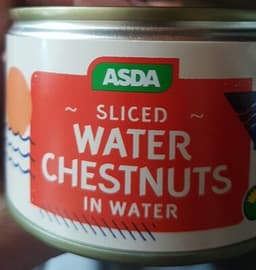 ASDA
~ SLICED ~
WATER
CHESTNUTS
IN WATER